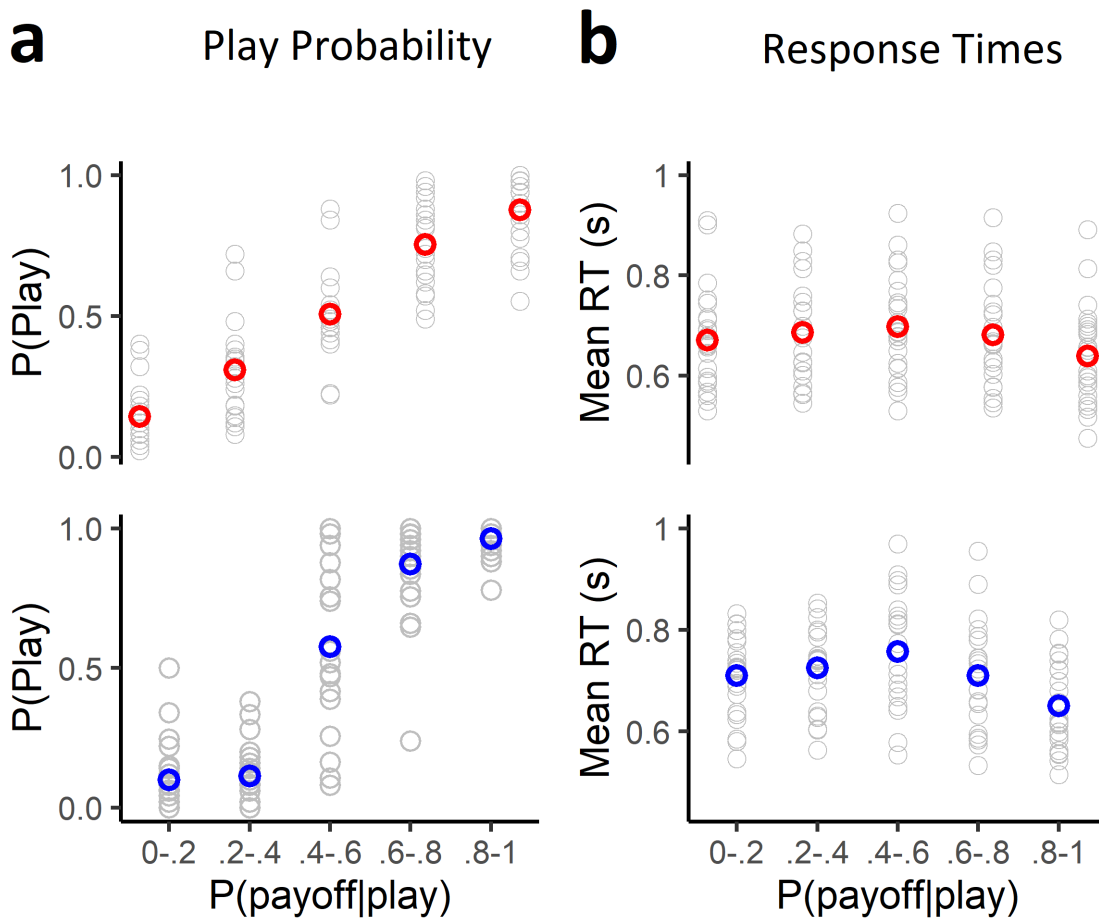 a Play Probability
b Response Times
P(Play)
1.0
0.5
0.0
Mean RT (s)
1
0.8
0.6
P(Play)
1.0
0.5
0.0
0-.2 .2-.4 .4-.6 .6-.8 .8-1
P(payoff|play)
Mean RT (s)
1
0.8
0.6
0-.2 .2-.4 .4-.6 .6-.8 .8-1
P(payoff|play)